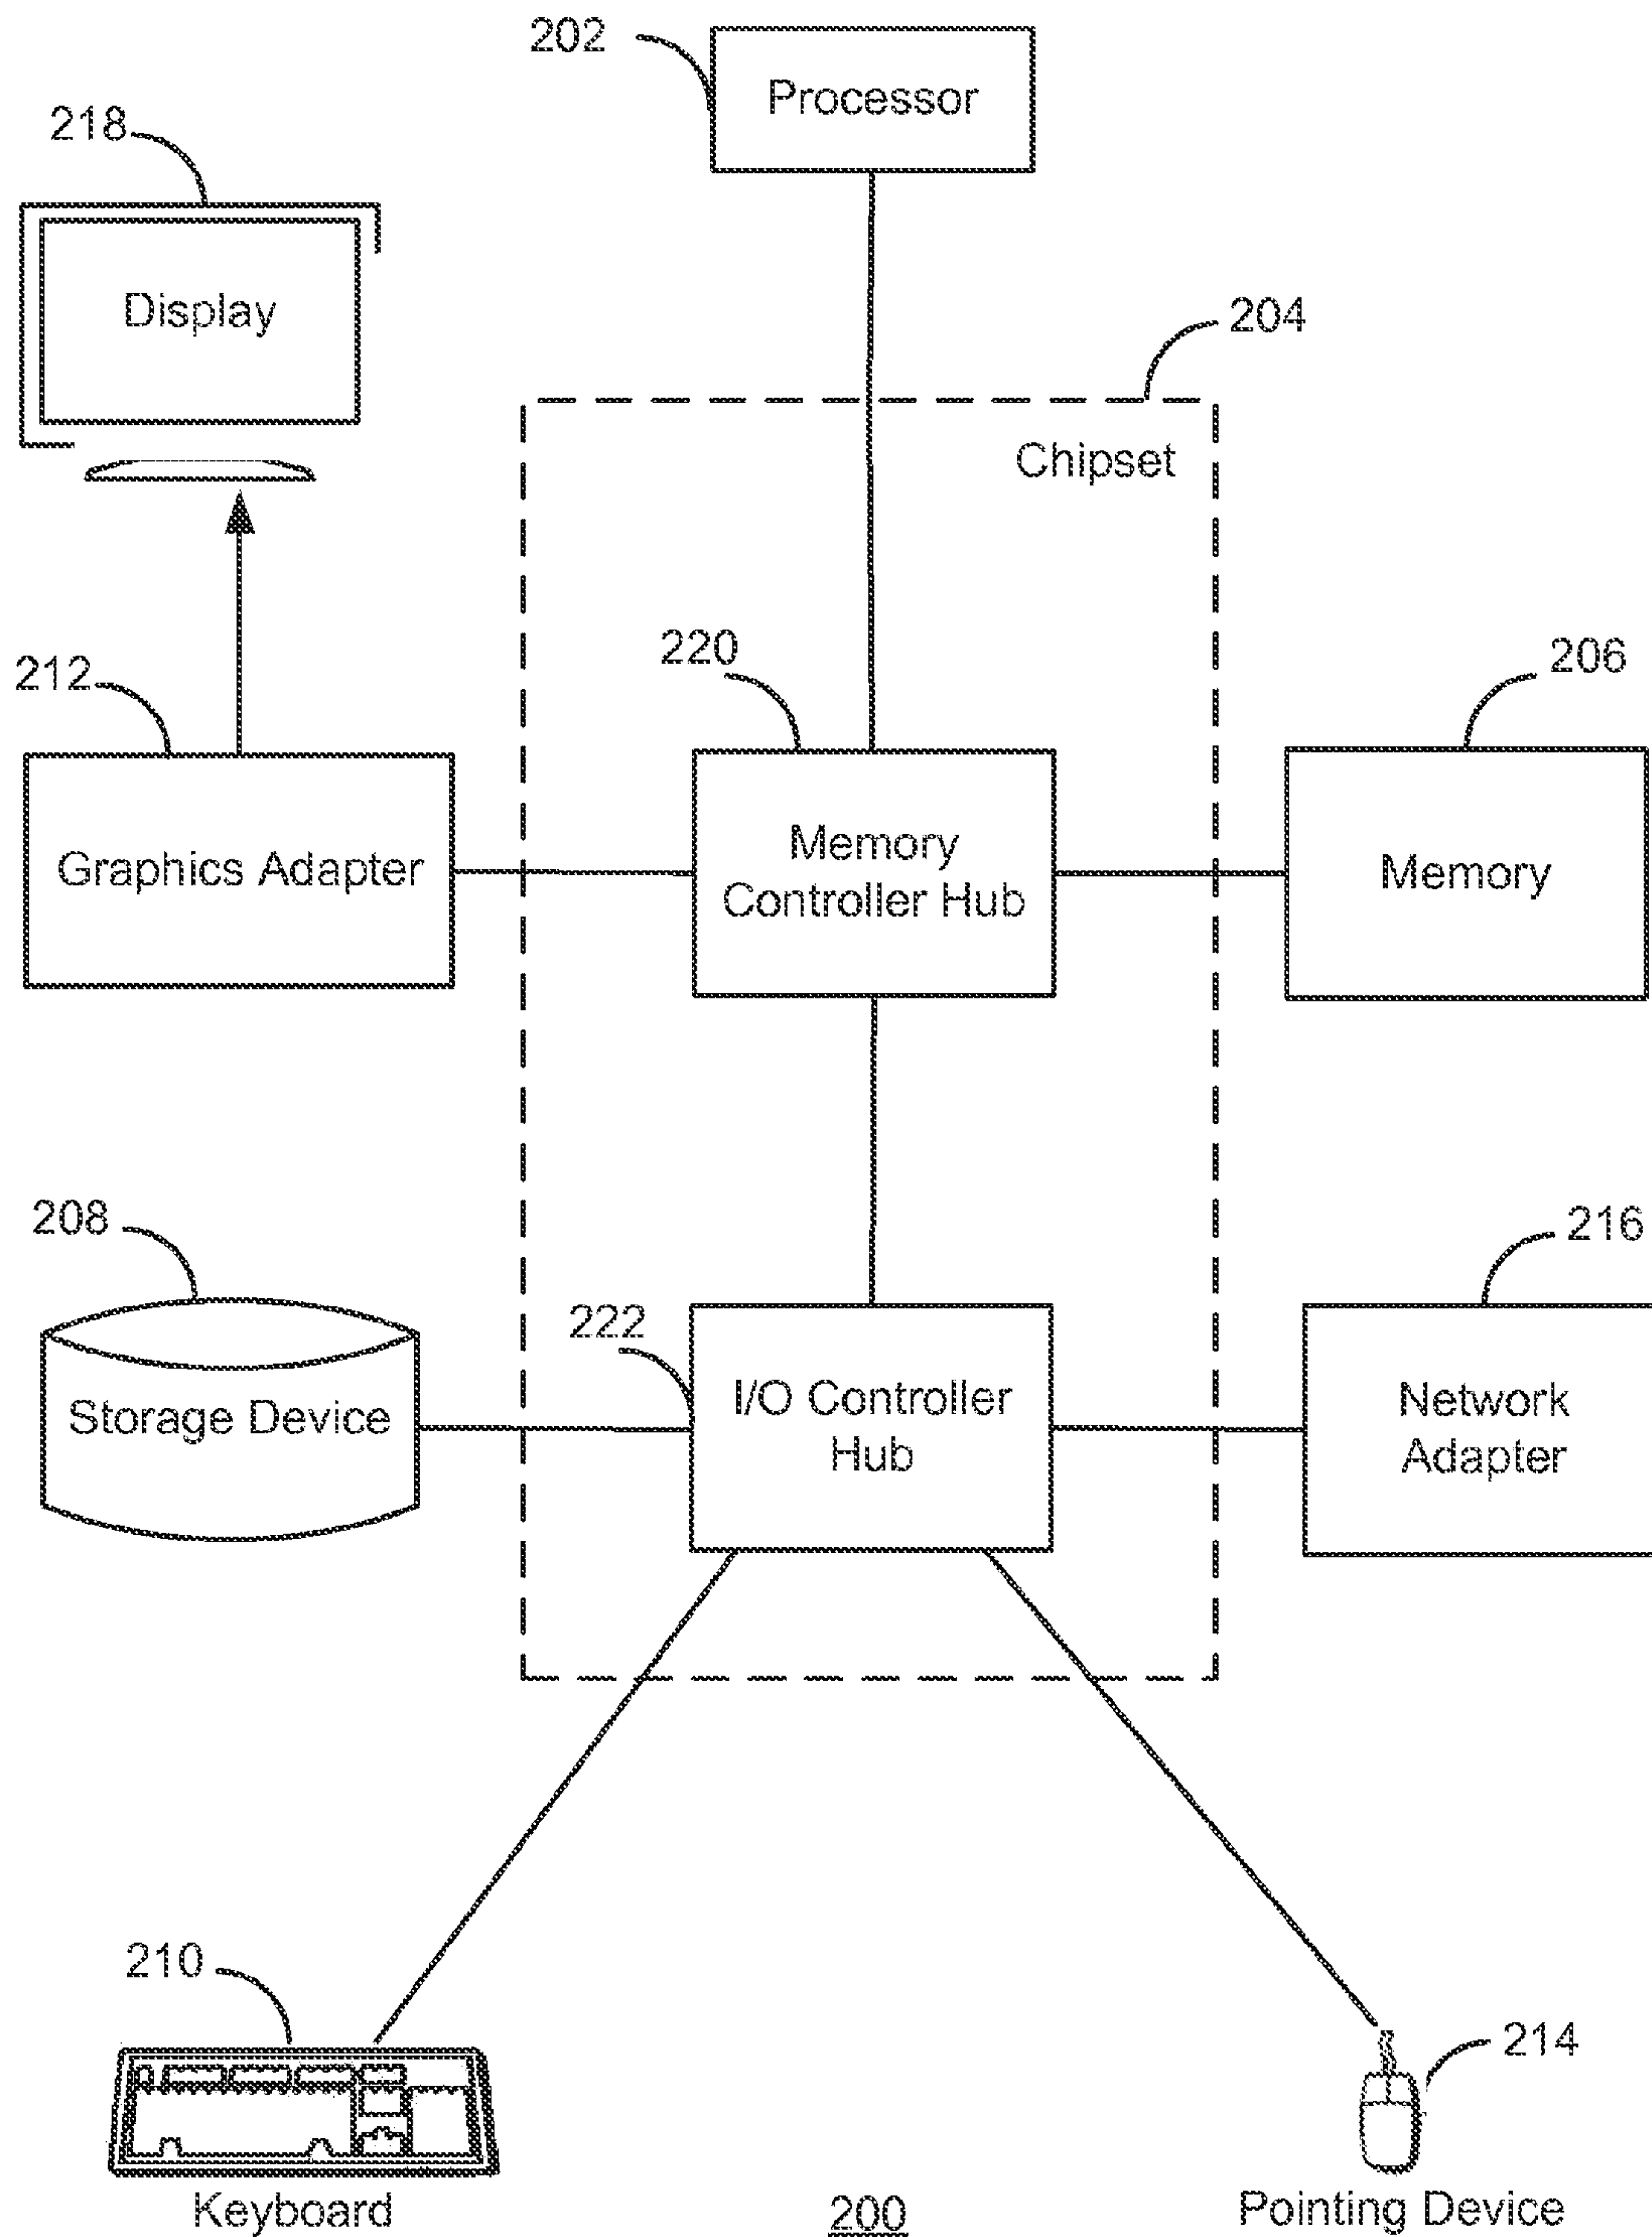 202
Processor
218
Display
204
Chipset
212
220
206
Graphics Adapter
Memory
Controller Hub
Memory
208
222
216
Storage Device
I/O Controller
Hub
Network
Adapter
210
214
Keyboard
200
Pointing Device